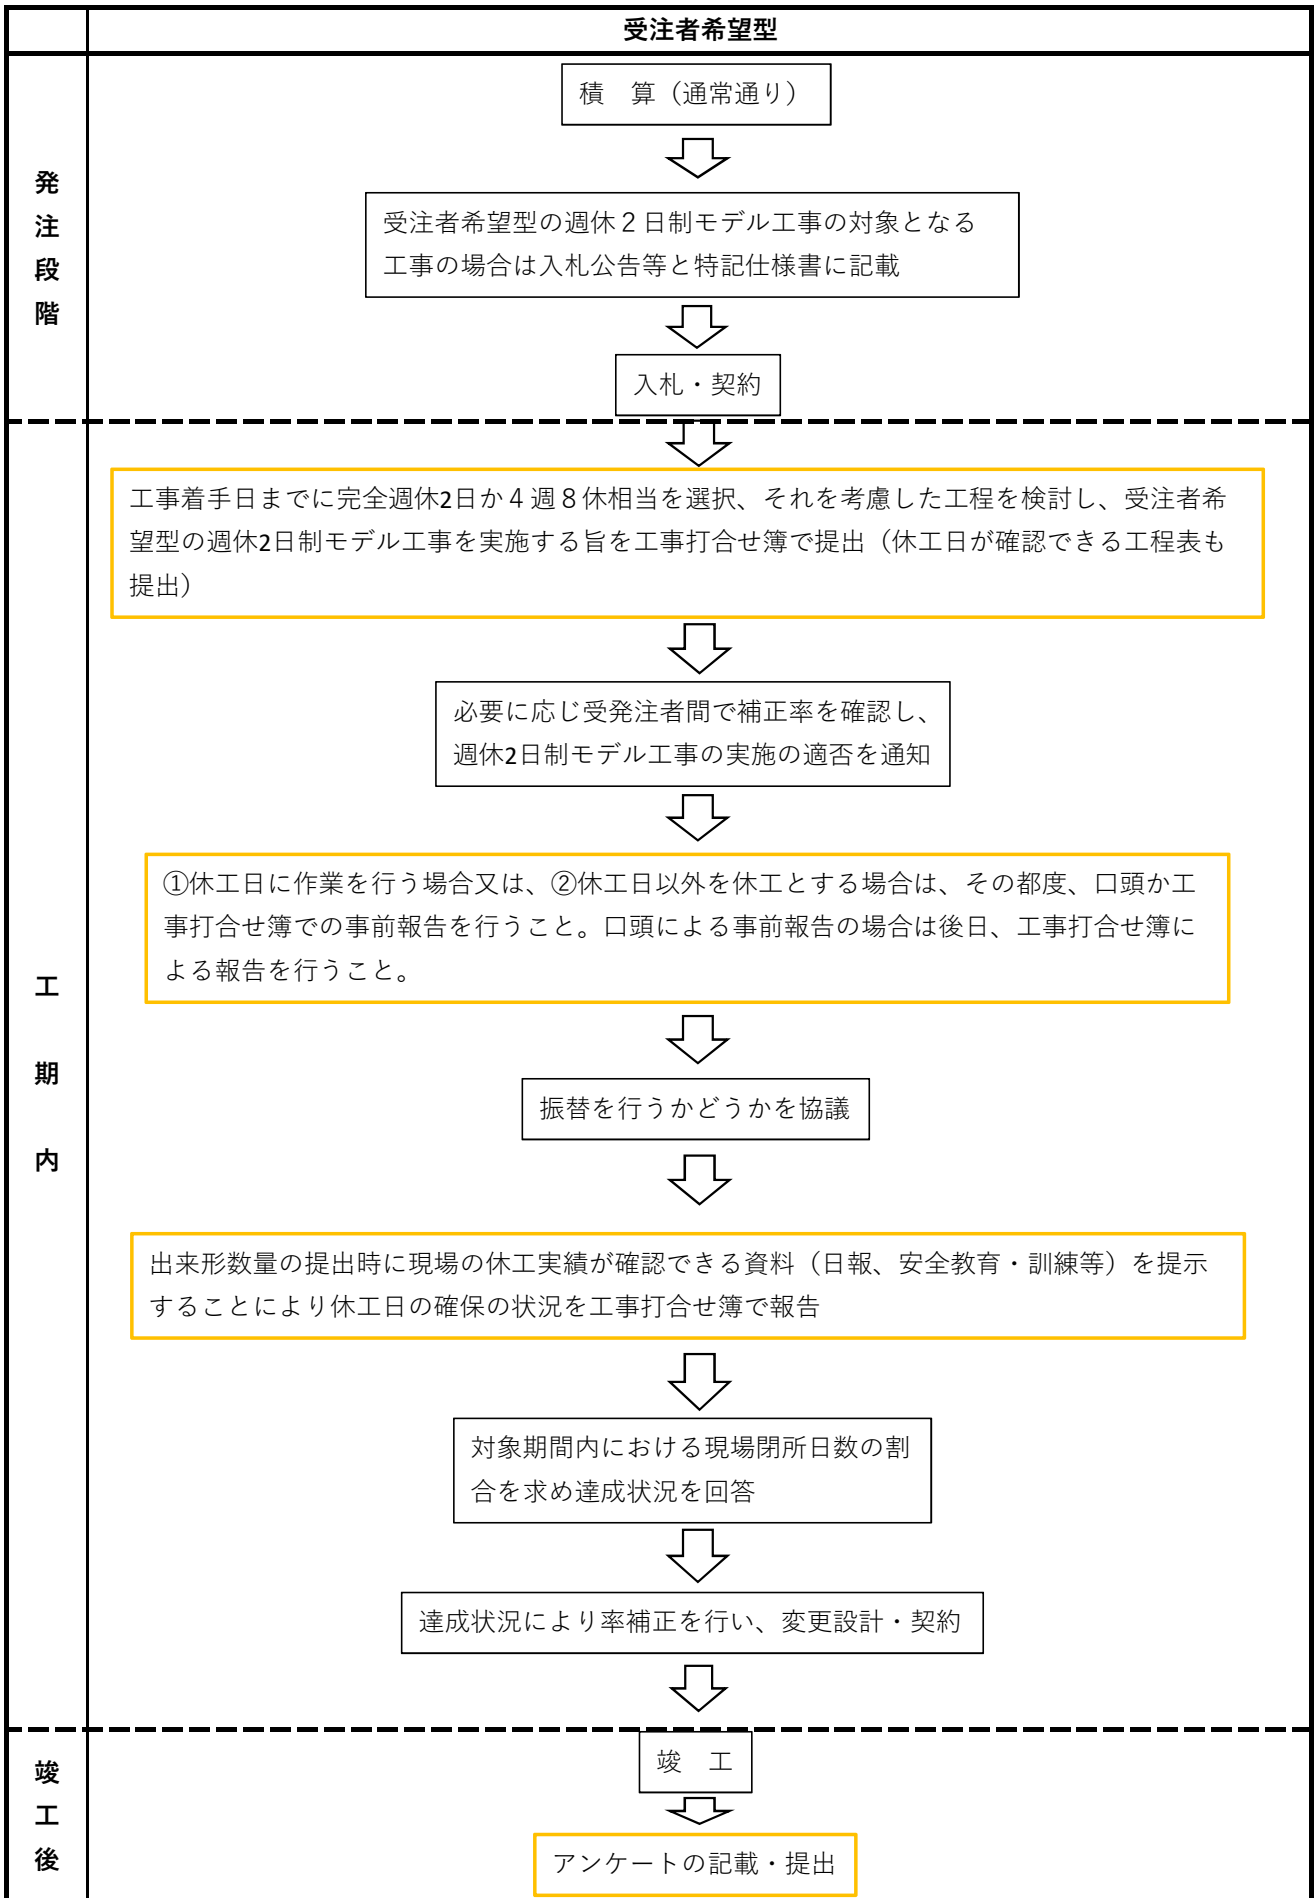 受注者希望型
発注段階
積　算（通常通り）
受注者希望型の週休２日制モデル工事の対象となる
工事の場合は入札公告等と特記仕様書に記載
入札・契約
工期内
工事着手日までに完全週休2日か４週８休相当を選択、それを考慮した工程を検討し、受注者希
望型の週休2日制モデル工事を実施する旨を工事打合せ簿で提出（休工日が確認できる工程表も
提出）
必要に応じ受発注者間で補正率を確認し、
週休2日制モデル工事の実施の適否を通知
①休工日に作業を行う場合又は、②休工日以外を休工とする場合は、その都度、口頭か工
事打合せ簿での事前報告を行うこと。口頭による事前報告の場合は後日、工事打合せ簿に
よる報告を行うこと。
振替を行うかどうかを協議
出来形数量の提出時に現場の休工実績が確認できる資料（日報、安全教育・訓練等）を提示
することにより休工日の確保の状況を工事打合せ簿で報告
対象期間内における現場閉所日数の割
合を求め達成状況を回答
達成状況により率補正を行い、変更設計・契約
竣工後
竣　工
アンケートの記載・提出